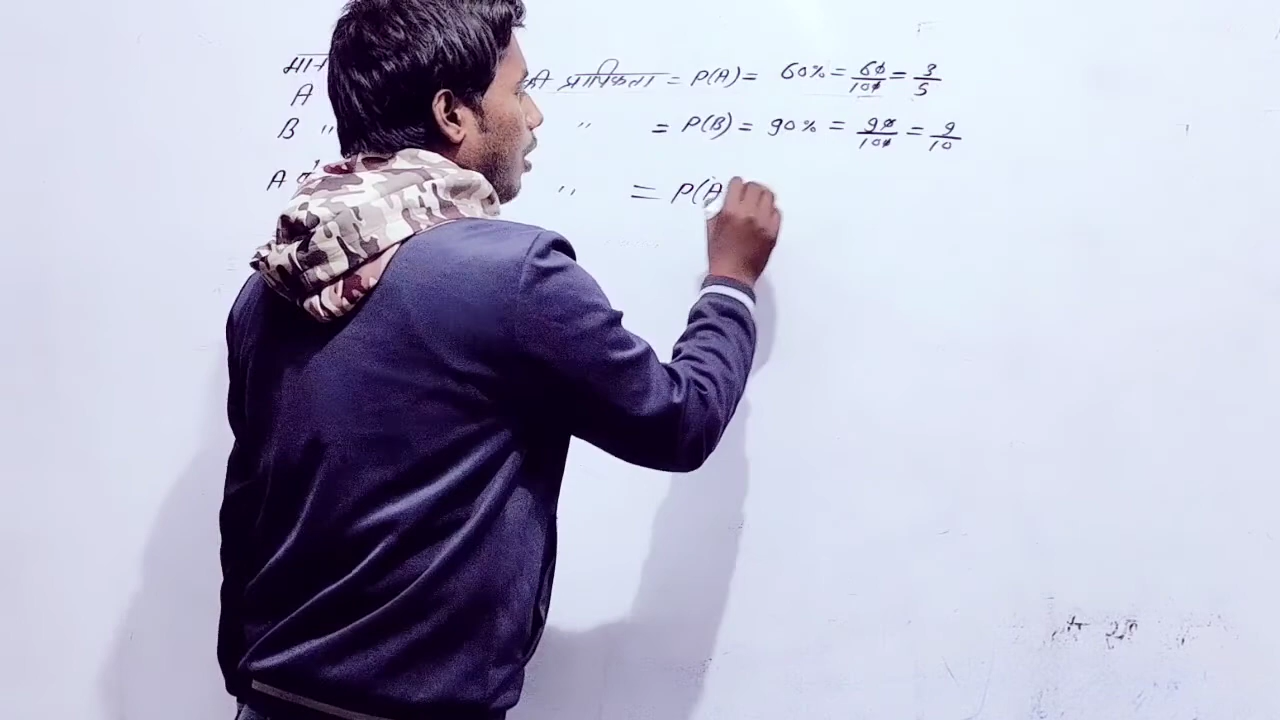 मान
A की प्रायिकता = P(A) = 60% = 60/100 = 3/5
B " " = P(B) = 90% = 90/100 = 9/10
A " = P(A